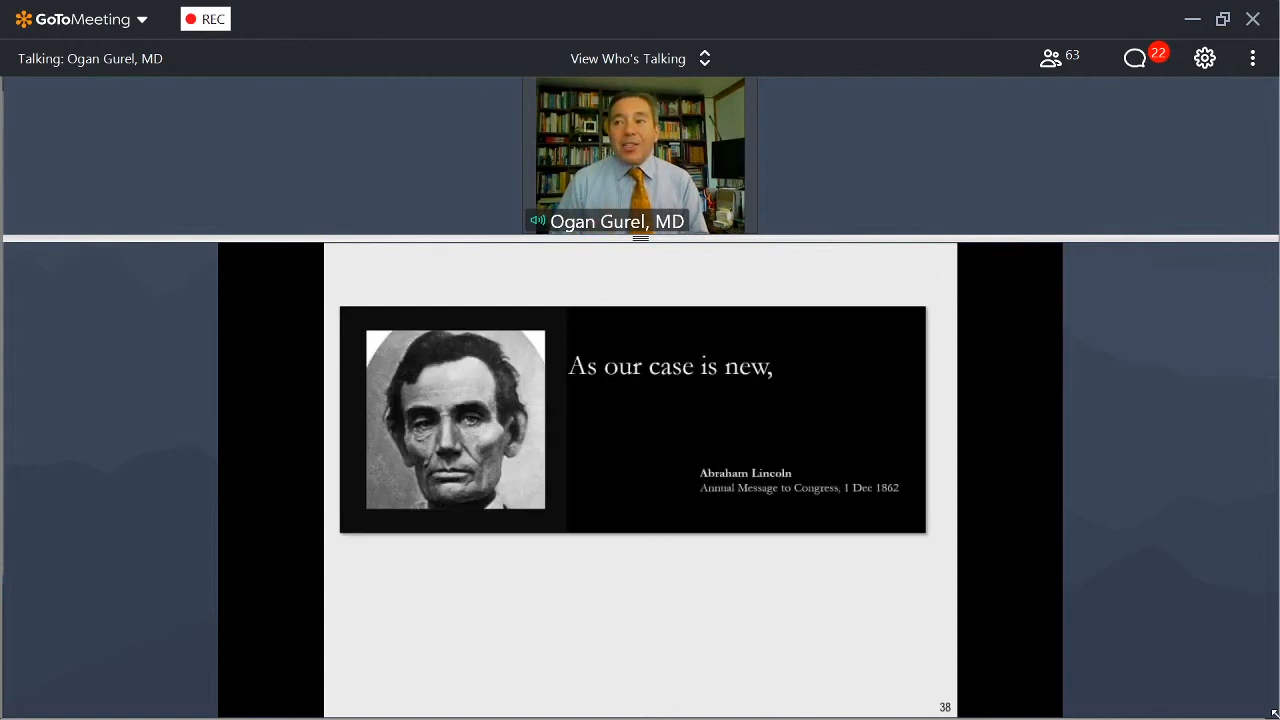 GoToMeeting
REC
Talking: Ogan Gurel, MD
View Who's Talking
63
22
Ogan Gurel, MD
As our case is new,
Abraham Lincoln
Annual Message to Congress, 1 Dec 1862
38